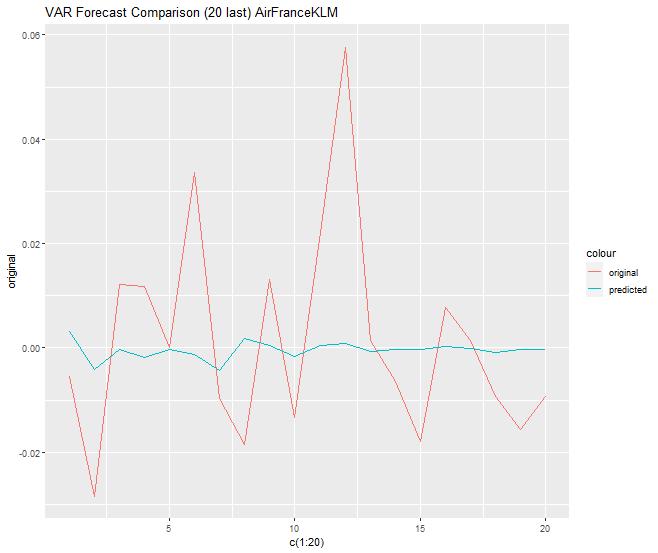 VAR Forecast Comparison (20 last) AirFranceKLM
0.06
0.04
0.02
0.00
-0.02
original
5
10
15
20
c(1:20)
colour
original
predicted